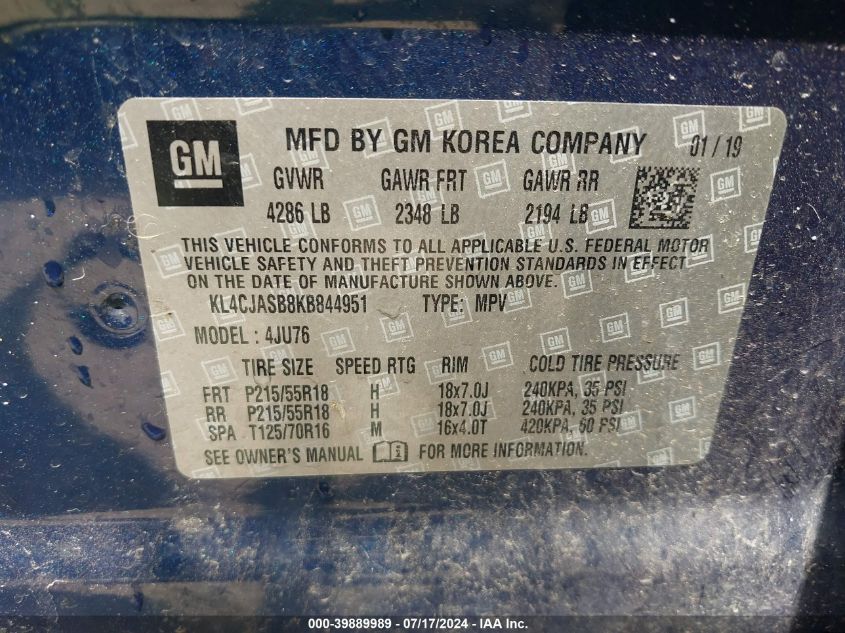 GM
MFD BY GM KOREA COMPANY 01/19
GVWR GAWR FRT GAWR RR
4286 LB 2348 LB 2194 LB
THIS VEHICLE CONFORMS TO ALL APPLICABLE U.S. FEDERAL MOTOR
VEHICLE SAFETY AND THEFT PREVENTION STANDARDS IN EFFECT
ON THE DATE OF MANUFACTURE SHOWN ABOVE.
KL4CJASB8KB844951 TYPE: MPV
MODEL: 4JU76
TIRE SIZE SPEED RTG RIM COLD TIRE PRESSURE
FRT P215/55R18 H 18x7.0J 240KPA, 35 PSI
RR P215/55R18 H 18x7.0J 240KPA, 35 PSI
SPA T125/70R16 M 16x4.0T 420KPA, 60 PSI
SEE OWNER'S MANUAL FOR MORE INFORMATION.
000-39889989 / 07/17/2024 - IAA Inc.